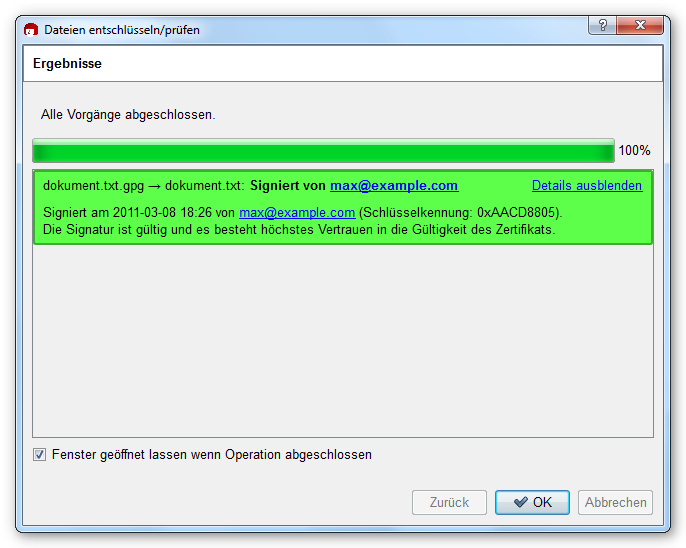 Dateien entschlüsseln/prüfen
Ergebnisse
Alle Vorgänge abgeschlossen.
100%
dokument.txt.gpg → dokument.txt: Signiert von max@example.com Details ausblenden
Signiert am 2011-03-08 18:26 von max@example.com (Schlüsselkennung: 0xAACD8805).
Die Signatur ist gültig und es besteht höchstes Vertrauen in die Gültigkeit des Zertifikats.
Fenster geöffnet lassen wenn Operation abgeschlossen
Zurück OK Abbrechen